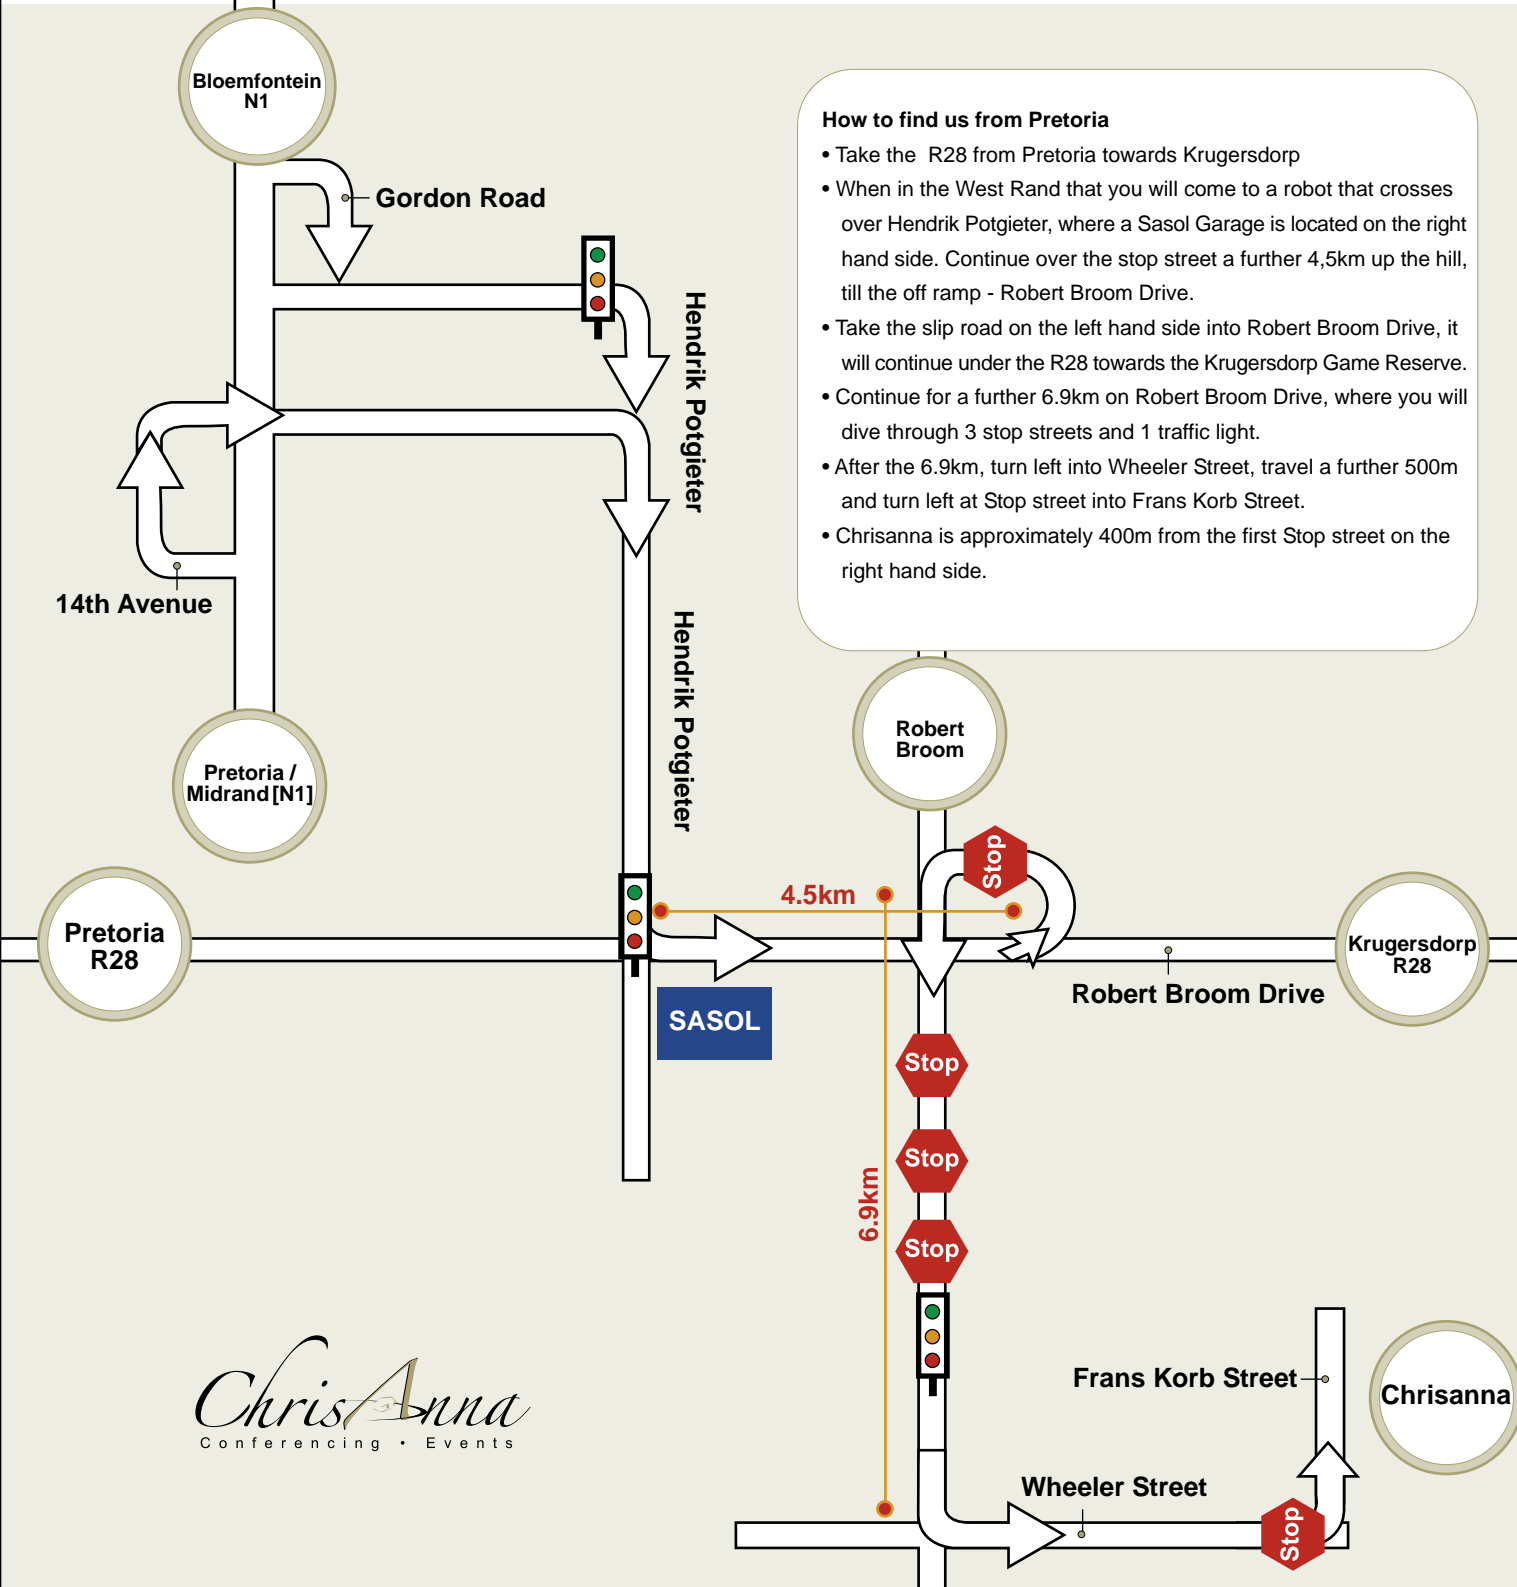 Bloemfontein
N1
Gordon Road
How to find us from Pretoria
• Take the  R28 from Pretoria towards Krugersdorp
• When in the West Rand that you will come to a robot that crosses
over Hendrik Potgieter, where a Sasol Garage is located on the right
hand side. Continue over the stop street a further 4,5km up the hill,
till the off ramp - Robert Broom Drive.
• Take the slip road on the left hand side into Robert Broom Drive, it
will continue under the R28 towards the Krugersdorp Game Reserve.
• Continue for a further 6.9km on Robert Broom Drive, where you will
dive through 3 stop streets and 1 traffic light.
• After the 6.9km, turn left into Wheeler Street, travel a further 500m
and turn left at Stop street into Frans Korb Street.
• Chrisanna is approximately 400m from the first Stop street on the
right hand side.
Hendrik Potgieter
14th Avenue
Hendrik Potgieter
Pretoria /
Midrand [N1]
Robert
Broom
Stop
4.5km
Pretoria
R28
Krugersdorp
R28
Robert Broom Drive
SASOL
Stop
Stop
6.9km
Stop
Frans Korb Street
Chrisanna
ChrisAnna
Conferencing • Events
Wheeler Street
Stop